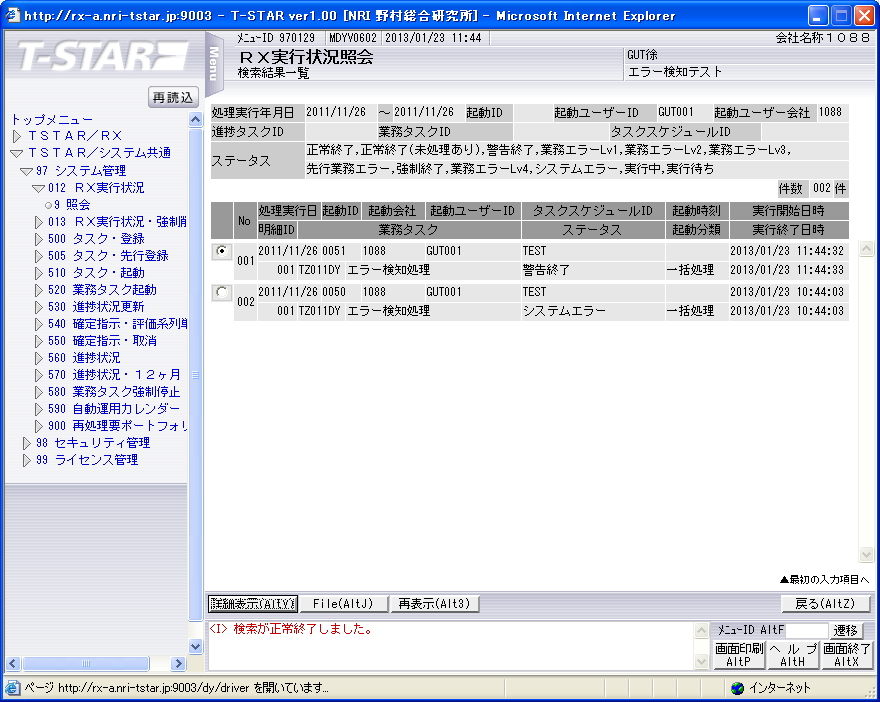 http://rx-a.nri-tstar.jp:9003 - T-STAR ver1.00 [NRI 野村総合研究所] - Microsoft Internet Explorer
T-STAR
Menu
メニューID 970129 MDYV0602 2013/01/23 11:44 会社名称1088
RX実行状況照会
検索結果一覧
GUT徐
エラー検知テスト
再読込
トップメニュー
TSTAR/RX
TSTAR/システム共通
97 システム管理
012 RX実行状況
9 照会
013 RX実行状況・強制削
500 タスク・登録
505 タスク・先行登録
510 タスク・起動
520 業務タスク起動
530 進捗状況更新
540 確定指示・評価系列単
550 確定指示・取消
560 進捗状況
570 進捗状況・12ヶ月
580 業務タスク強制停止
590 自動運用カレンダー
900 再処理要ポートフォリ
98 セキュリティ管理
99 ライセンス管理
処理実行年月日 2011/11/26 ~ 2011/11/26 起動ID 起動ユーザーID GUT001 起動ユーザー会社 1088
進捗タスクID 業務タスクID タスクスケジュールID
ステータス 正常終了,正常終了(未処理あり),警告終了,業務エラーLv1,業務エラーLv2,業務エラーLv3,
先行業務エラー,強制終了,業務エラーLv4,システムエラー,実行中,実行待ち
件数 002 件
No 処理実行日 起動ID 起動会社 起動ユーザーID タスクスケジュールID 起動時刻 実行開始日時
明細ID 業務タスク ステータス 起動分類 実行終了日時
001 2011/11/26 0051 1088 GUT001 TEST 2013/01/23 11:44:32
001 TZ011DY エラー検知処理 警告終了 一括処理 2013/01/23 11:44:33
002 2011/11/26 0050 1088 GUT001 TEST 2013/01/23 10:44:03
001 TZ011DY エラー検知処理 システムエラー 一括処理 2013/01/23 10:44:03
▲最初の入力項目へ
詳細表示(AltY) File(AltJ) 再表示(Alt3) 戻る(AltZ)
<I> 検索が正常終了しました。
メニューID AltF 遷移
画面印刷 ヘルプ 画面終了
AltP AltH AltX
ページ http://rx-a.nri-tstar.jp:9003/dy/driver を開いています... インターネット